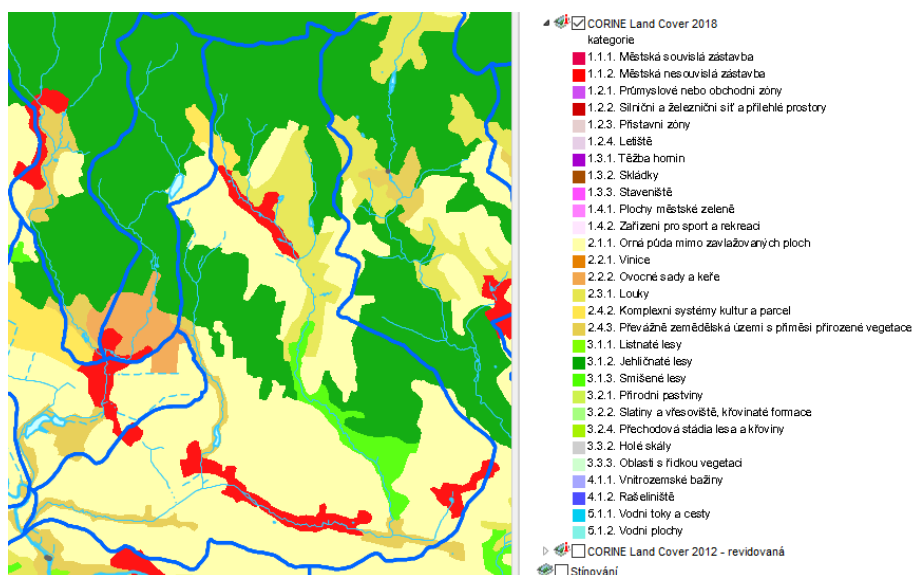 CORINE Land Cover 2018
kategorie
1.1.1. Městská souvislá zástavba
1.1.2. Městská nesouvislá zástavba
1.2.1. Průmyslové nebo obchodní zóny
1.2.2. Silniční a železniční síť a přilehlé prostory
1.2.3. Přístavní zóny
1.2.4. Letiště
1.3.1. Těžba hornin
1.3.2. Skládky
1.3.3. Staveniště
1.4.1. Plochy městské zeleně
1.4.2. Zařízení pro sport a rekreaci
2.1.1. Orná půda mimo zavlažovaných ploch
2.2.1. Vinice
2.2.2. Ovocné sady a keře
2.3.1. Louky
2.4.2. Komplexní systémy kultur a parcel
2.4.3. Převážně zemědělská území s příměsí přirozené vegetace
3.1.1. Listnaté lesy
3.1.2. Jehličnaté lesy
3.1.3. Smíšené lesy
3.2.1. Přírodní pastviny
3.2.2. Slatiny a vřesoviště, křovinaté formace
3.2.4. Přechodová stádia lesa a křoviny
3.3.2. Holé skály
3.3.3. Oblasti s řídkou vegetací
4.1.1. Vnitrozemské bažiny
4.1.2. Rašeliniště
5.1.1. Vodní toky a cesty
5.1.2. Vodní plochy
CORINE Land Cover 2012 - revidovaná
Stínování